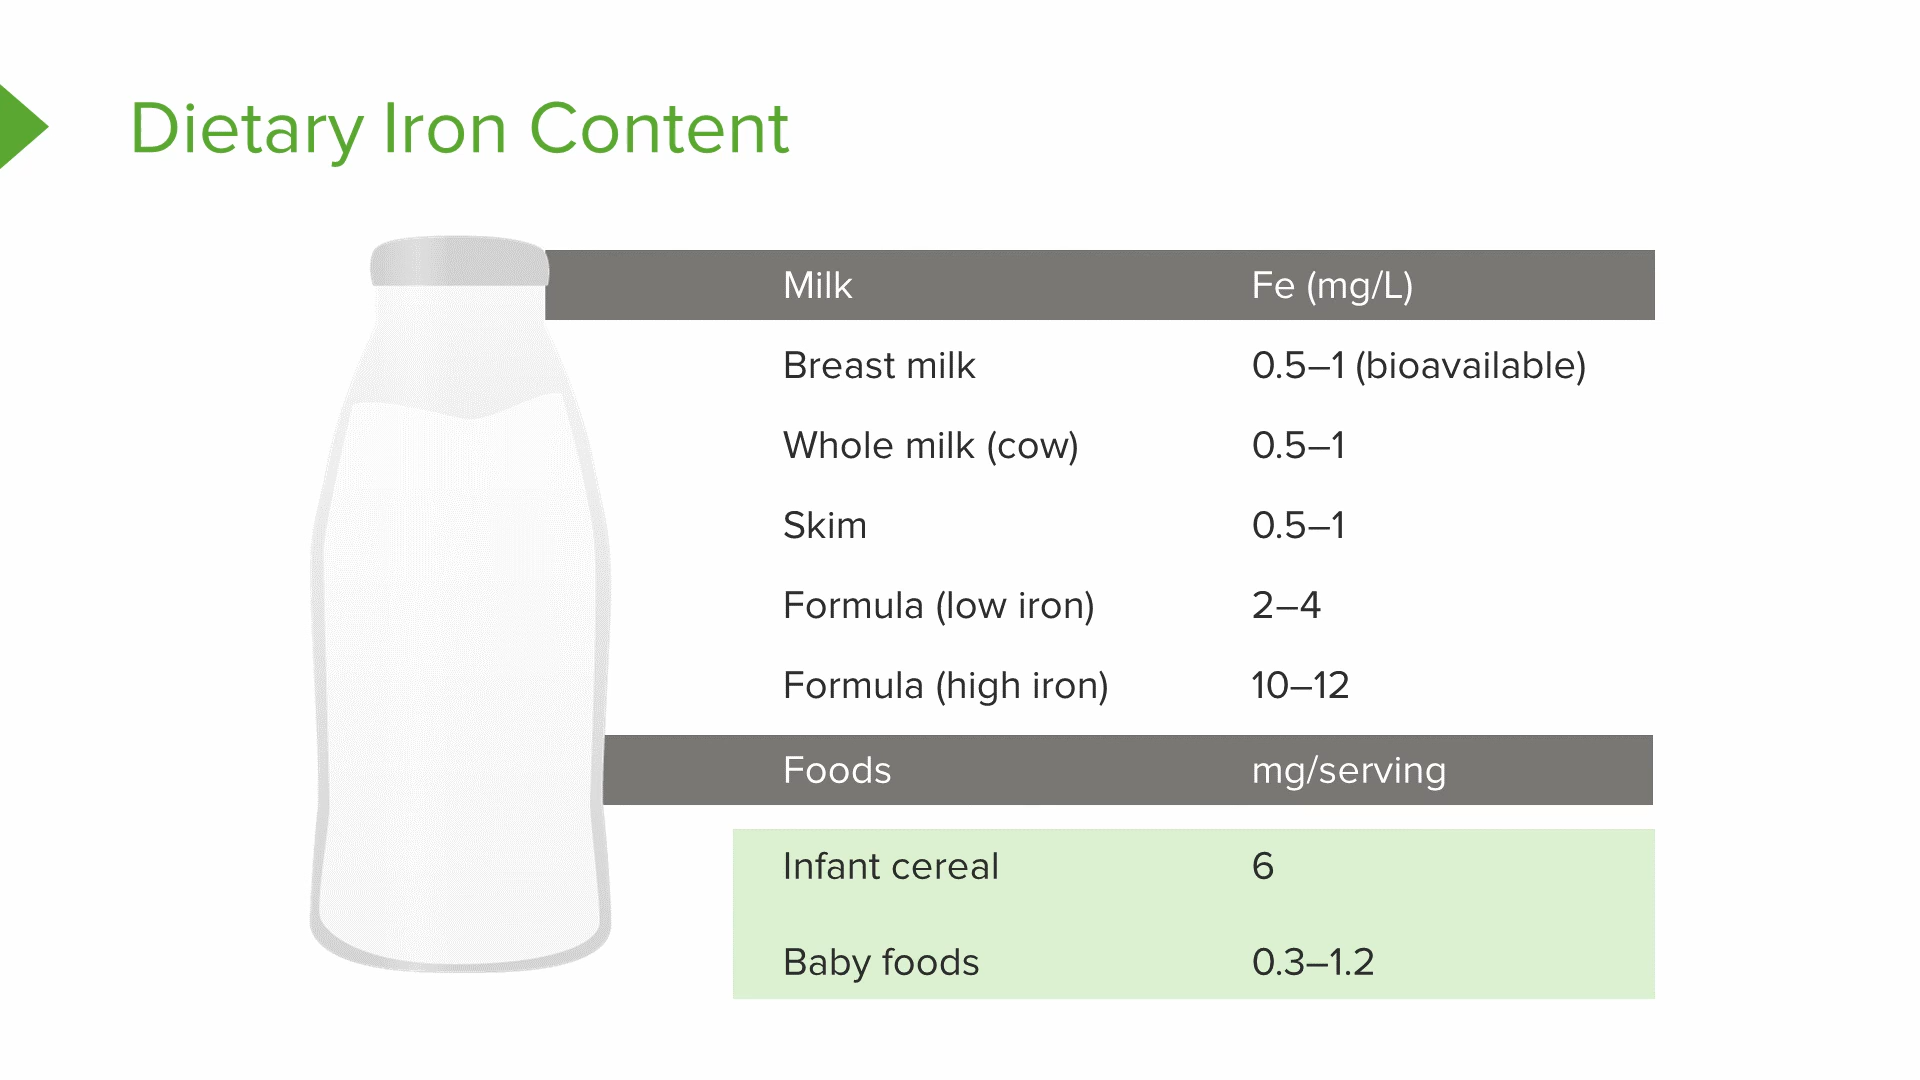 Dietary Iron Content
Milk Fe (mg/L)
Breast milk 0.5–1 (bioavailable)
Whole milk (cow) 0.5–1
Skim 0.5–1
Formula (low iron) 2–4
Formula (high iron) 10–12
Foods mg/serving
Infant cereal 6
Baby foods 0.3–1.2